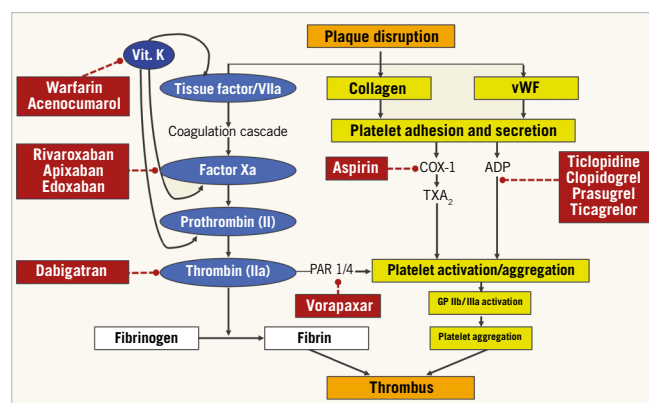 Plaque disruption
Vit. K
Warfarin
Acenocumarol
Tissue factor/VIIa
Collagen
vWF
Coagulation cascade
Platelet adhesion and secretion
Rivaroxaban
Apixaban
Edoxaban
Factor Xa
Aspirin
COX-1
ADP
TXA2
Ticlopidine
Clopidogrel
Prasugrel
Ticagrelor
Prothrombin (II)
Dabigatran
Thrombin (IIa)
PAR 1/4
Platelet activation/aggregation
Vorapaxar
GP IIb/IIIa activation
Fibrinogen
Fibrin
Platelet aggregation
Thrombus